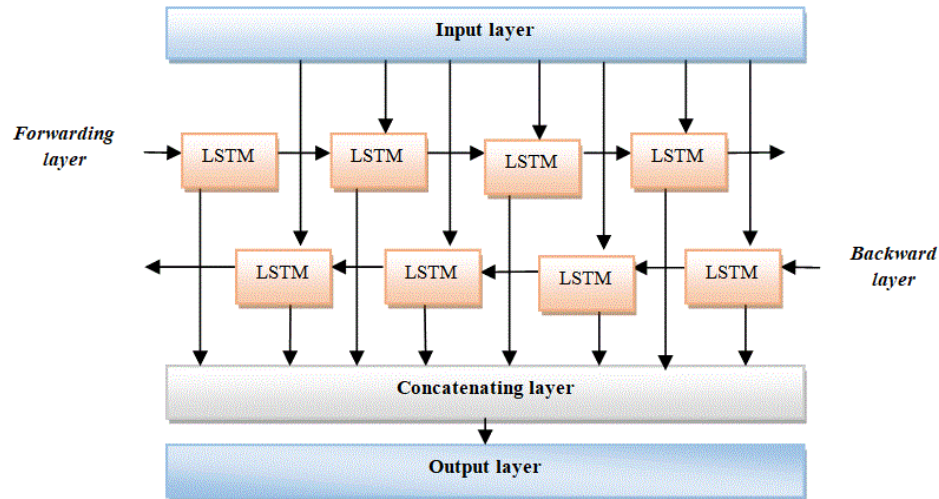 Input layer
Forwarding
layer
LSTM
LSTM
LSTM
LSTM
LSTM
LSTM
LSTM
LSTM
Backward
layer
Concatenating layer
Output layer